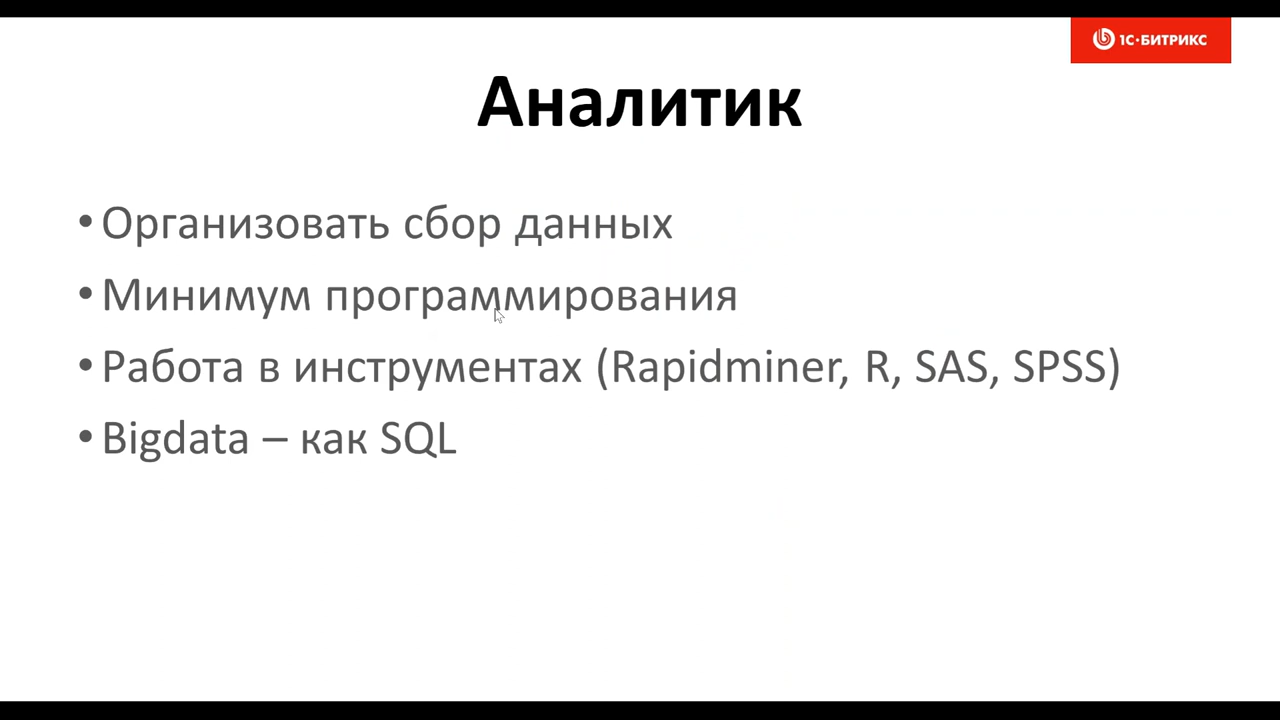 1С·БИТРИКС
Аналитик
• Организовать сбор данных
• Минимум программирования
• Работа в инструментах (Rapidminer, R, SAS, SPSS)
• Bigdata – как SQL